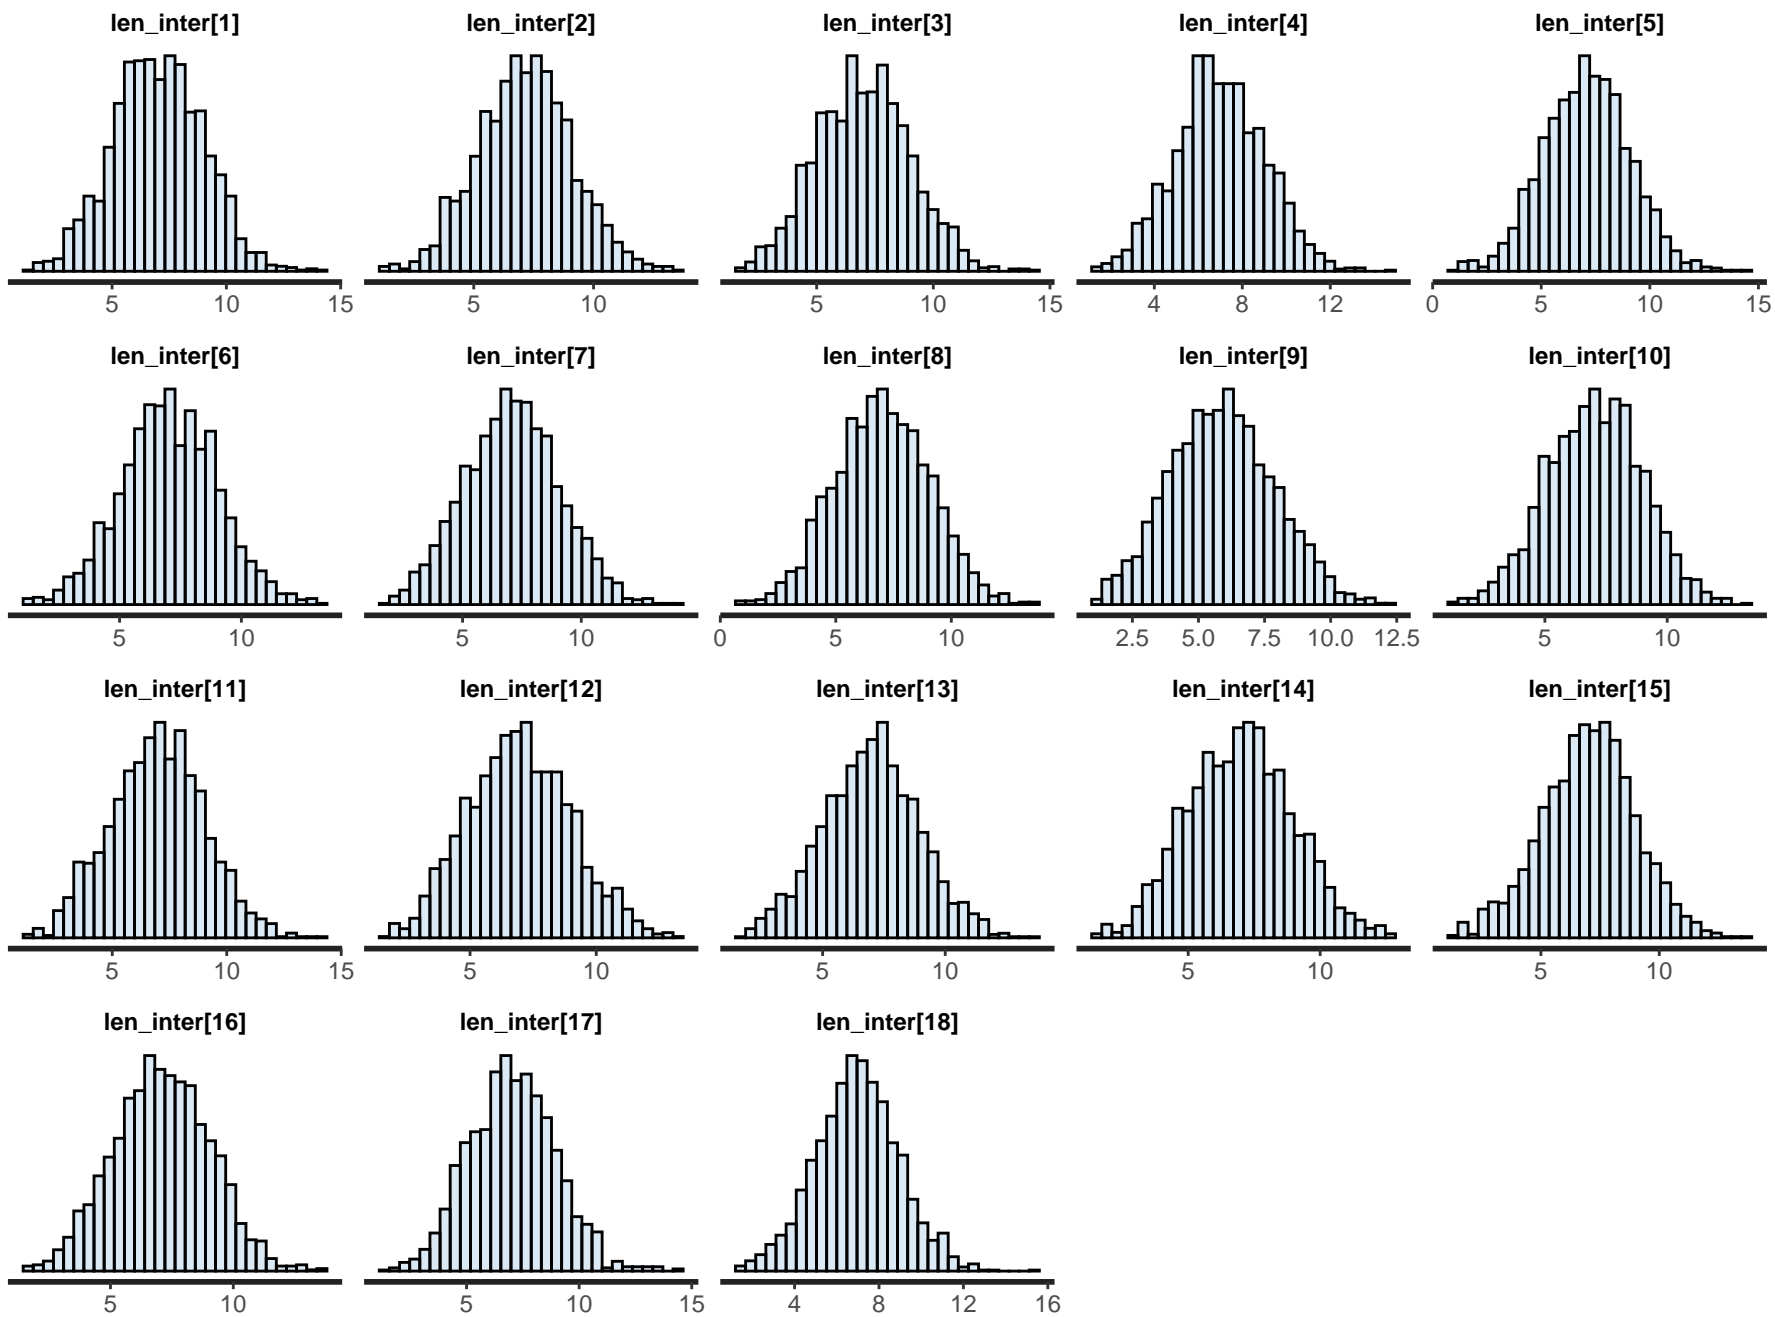 len_inter[1] len_inter[2] len_inter[3] len_inter[4] len_inter[5]
5 10 15 5 10 5 10 15 4 8 12 0 5 10 15
len_inter[6] len_inter[7] len_inter[8] len_inter[9] len_inter[10]
5 10 5 10 0 5 10 2.5 5.0 7.5 10.0 12.5 5 10
len_inter[11] len_inter[12] len_inter[13] len_inter[14] len_inter[15]
5 10 15 5 10 5 10 5 10 5 10
len_inter[16] len_inter[17] len_inter[18]
5 10 5 10 15 4 8 12 16